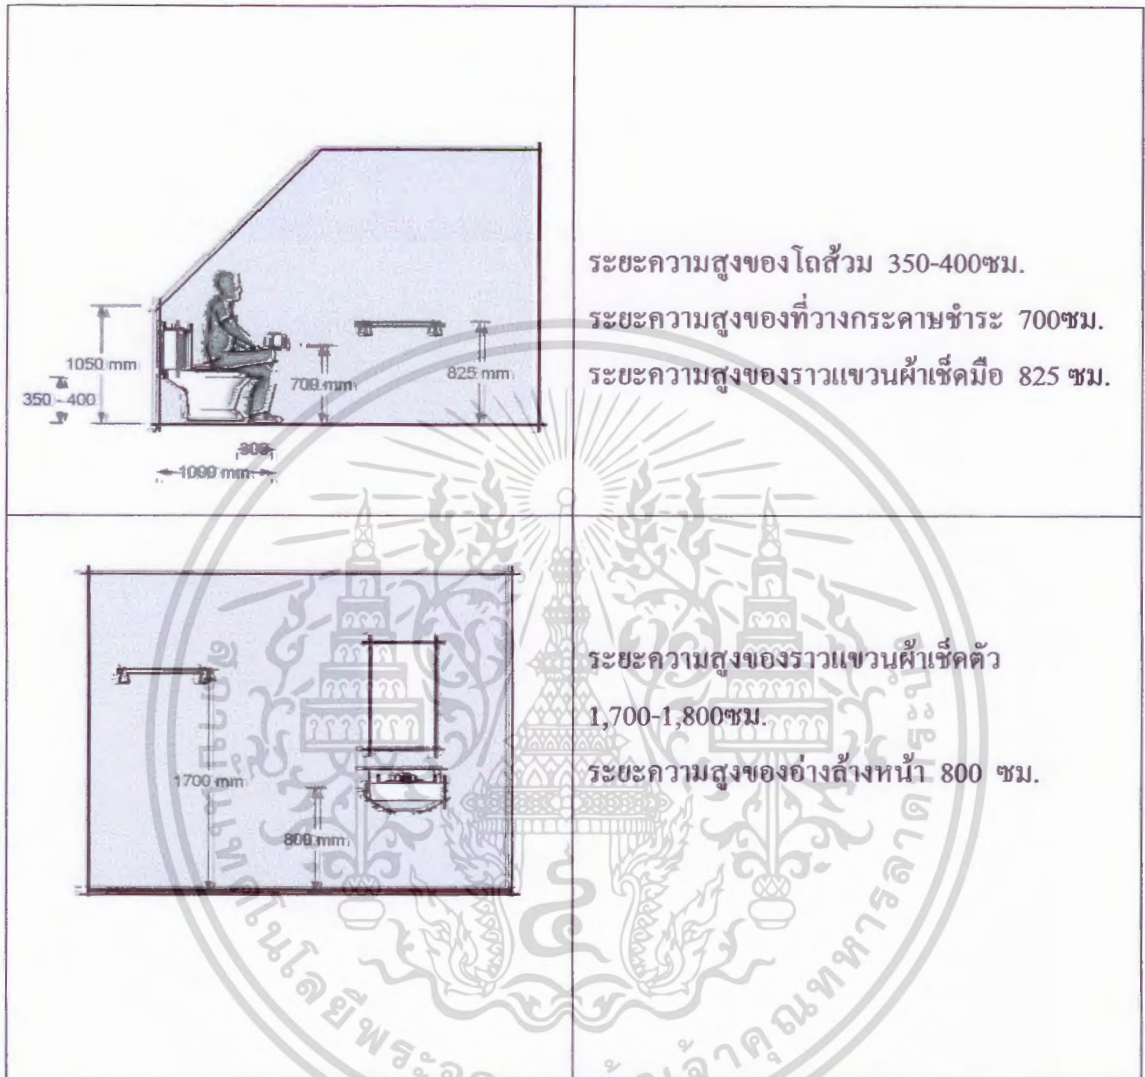 1050 mm
350 - 400
700 mm
825 mm
300
1000 mm
ระยะความสูงของโถส้วม 350-400ซม.
ระยะความสูงของที่วางกระดาษชำระ 700ซม.
ระยะความสูงของราวแขวนผ้าเช็ดมือ 825 ซม.
1700 mm
800 mm
ระยะความสูงของราวแขวนผ้าเช็ดตัว
1,700-1,800ซม.
ระยะความสูงของอ่างล้างหน้า 800 ซม.